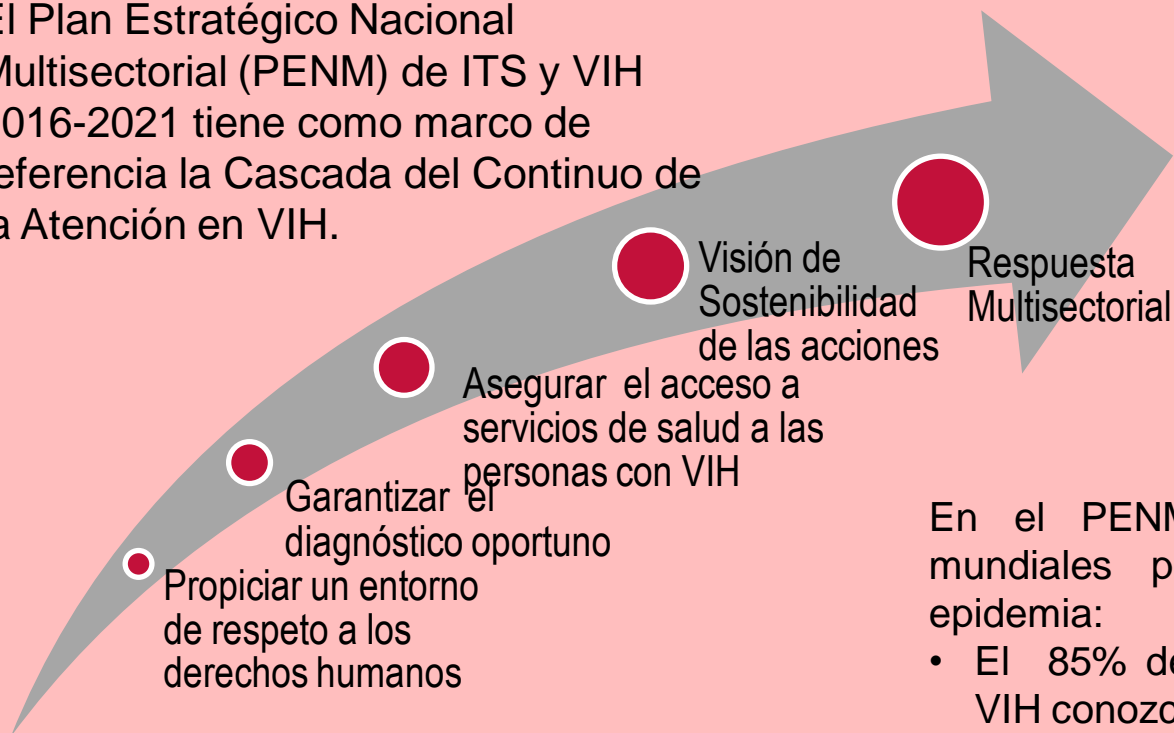 El Plan Estratégico Nacional
Multisectorial (PENM) de ITS y VIH
2016-2021 tiene como marco de
referencia la Cascada del Continuo de
la Atención en VIH.
Visión de
Sostenibilidad
de las acciones
Respuesta
Multisectorial
Asegurar el acceso a
servicios de salud a las
personas con VIH
Garantizar el
diagnóstico oportuno
Propiciar un entorno
de respeto a los
derechos humanos
En el PENM
mundiales p
epidemia:
• El 85% de
VIH conozc